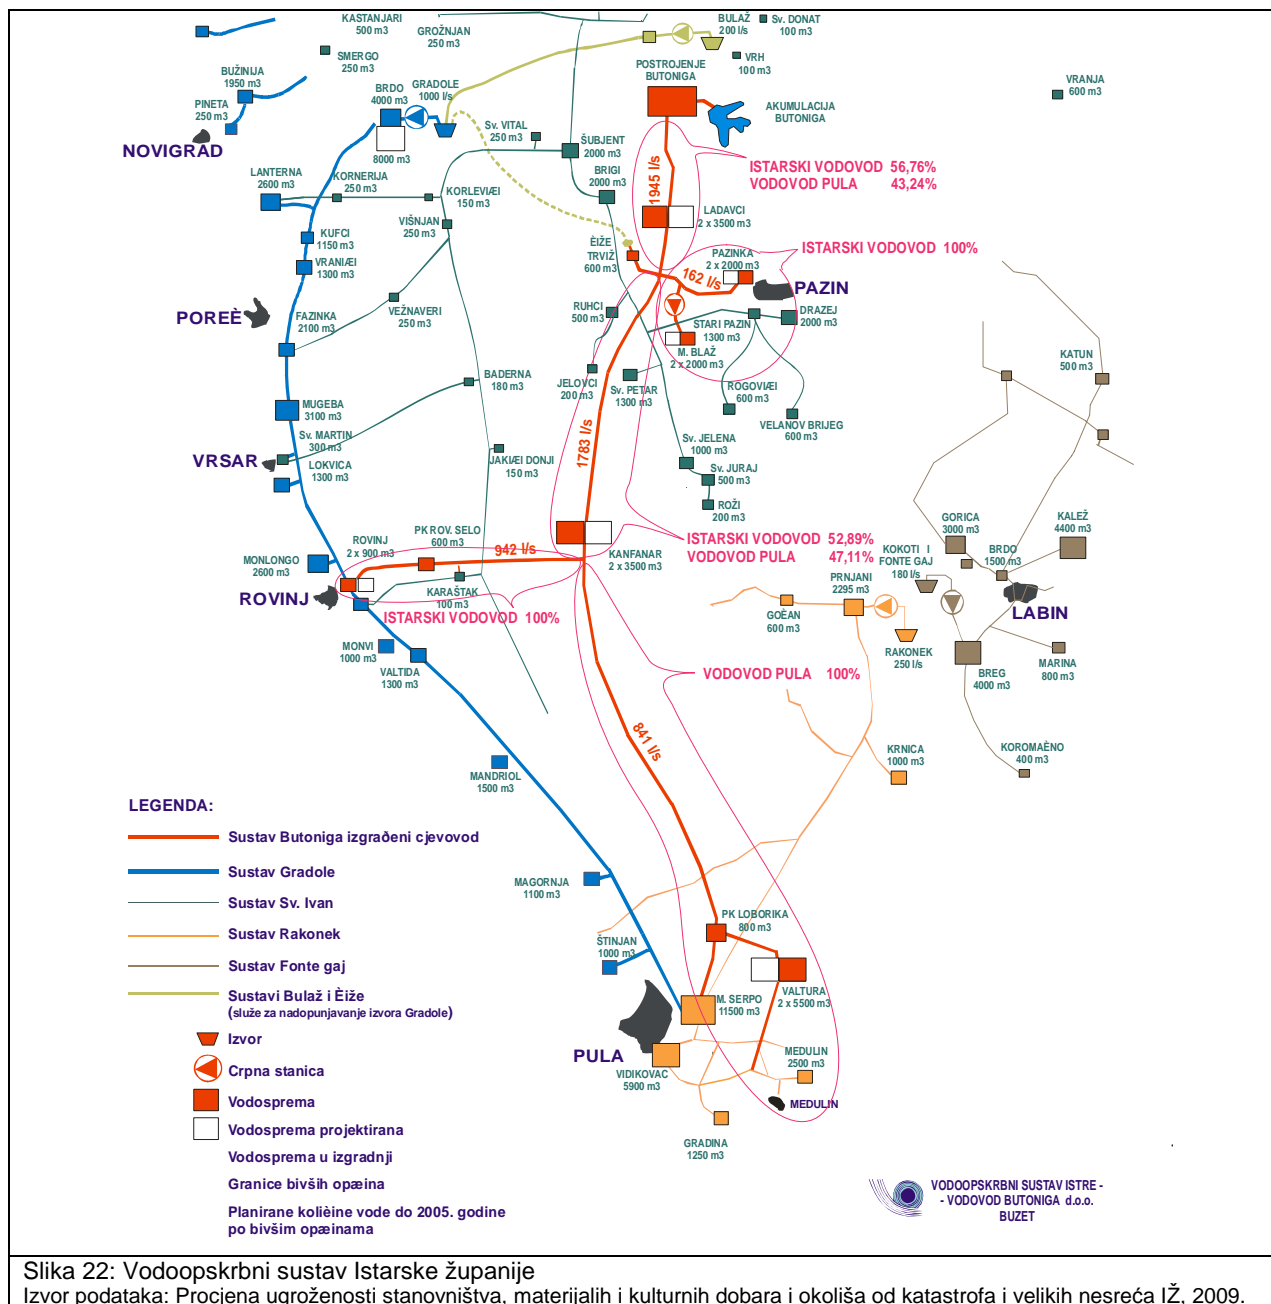 KASTANJARI
500 m3
GROŽNJAN
250 m3
BULAŽ
200 l/s
Sv. DONAT
100 m3
SMERGO
250 m3
VRH
100 m3
BUŽINIJA
1950 m3
PINETA
250 m3
NOVIGRAD
BRDO
4000 m3
GRADOLE
1000 l/s
8000 m3
POSTROJENJE
BUTONIGA
AKUMULACIJA
BUTONIGA
VRANJA
600 m3
Sv. VITAL
250 m3
ŠUBJENT
2000 m3
BRIGI
2000 m3
1945 l/s
ISTARSKI VODOVOD 56,76%
VODOVOD PULA 43,24%
LANTERNA
2600 m3
KORNERIJA
250 m3
KORLEVIÆI
150 m3
VIŠNJAN
250 m3
LADAVCI
2 x 3500 m3
KUFCI
1150 m3
VRANIÆI
1300 m3
ÈIŽE
TRVIŽ
600 m3
ISTARSKI VODOVOD 100%
PAZINKA
2 x 2000 m3
162 l/s
PAZIN
POREÈ
FAZINKA
2100 m3
VEŽNAVERI
250 m3
RUHCI
500 m3
STARI PAZIN
1300 m3
DRAZEJ
2000 m3
M. BLAŽ
2 x 2000 m3
KATUN
500 m3
BADERNA
180 m3
JELOVCI
200 m3
Sv. PETAR
1300 m3
ROGOVIÆI
600 m3
VELANOV BRIJEG
600 m3
MUGEBA
3100 m3
Sv. MARTIN
300 m3
VRSAR
LOKVICA
1300 m3
JAKIÆI DONJI
150 m3
1783 l/s
Sv. JELENA
1000 m3
Sv. JURAJ
500 m3
ROŽI
200 m3
GORICA
3000 m3
KALEŽ
4400 m3
ROVINJ
2 x 900 m3
PK ROV. SELO
600 m3
942 l/s
KANFANAR
2 x 3500 m3
ISTARSKI VODOVOD 52,89%
VODOVOD PULA 47,11%
KOKOTI I
FONTE GAJ
180 l/s
BRDO
1500 m3
MONLONGO
2600 m3
ROVINJ
KARAŠTAK
100 m3
ISTARSKI VODOVOD 100%
PRNJANI
2295 m3
GOÈAN
600 m3
LABIN
RAKONEK
250 l/s
MONVI
1000 m3
VALTIDA
1300 m3
BREG
4000 m3
MARINA
800 m3
VODOVOD PULA 100%
841 l/s
KRNICA
1000 m3
KOROMAÈNO
400 m3
MANDRIOL
1500 m3
LEGENDA:
Sustav Butoniga izgrađeni cjevovod
Sustav Gradole
Sustav Sv. Ivan
Sustav Rakonek
Sustav Fonte gaj
Sustavi Bulaž i Èiže
(služe za nadopunjavanje izvora Gradole)
Izvor
Crpna stanica
Vodosprema
Vodosprema projektirana
Vodosprema u izgradnji
Granice bivših opæina
Planirane kolièine vode do 2005. godine
po bivšim opæinama
MAGORNJA
1100 m3
ŠTINJAN
1000 m3
PK LOBORIKA
800 m3
M. SERPO
11500 m3
VALTURA
2 x 5500 m3
PULA
VIDIKOVAC
5900 m3
MEDULIN
2500 m3
MEDULIN
GRADINA
1250 m3
VODOOPSKRBNI SUSTAV ISTRE -
- VODOVOD BUTONIGA d.o.o.
BUZET
Slika 22: Vodoopskrbni sustav Istarske županije
Izvor podataka: Procjena ugroženosti stanovništva, materijalih i kulturnih dobara i okoliša od katastrofa i velikih nesreća IŽ, 2009.